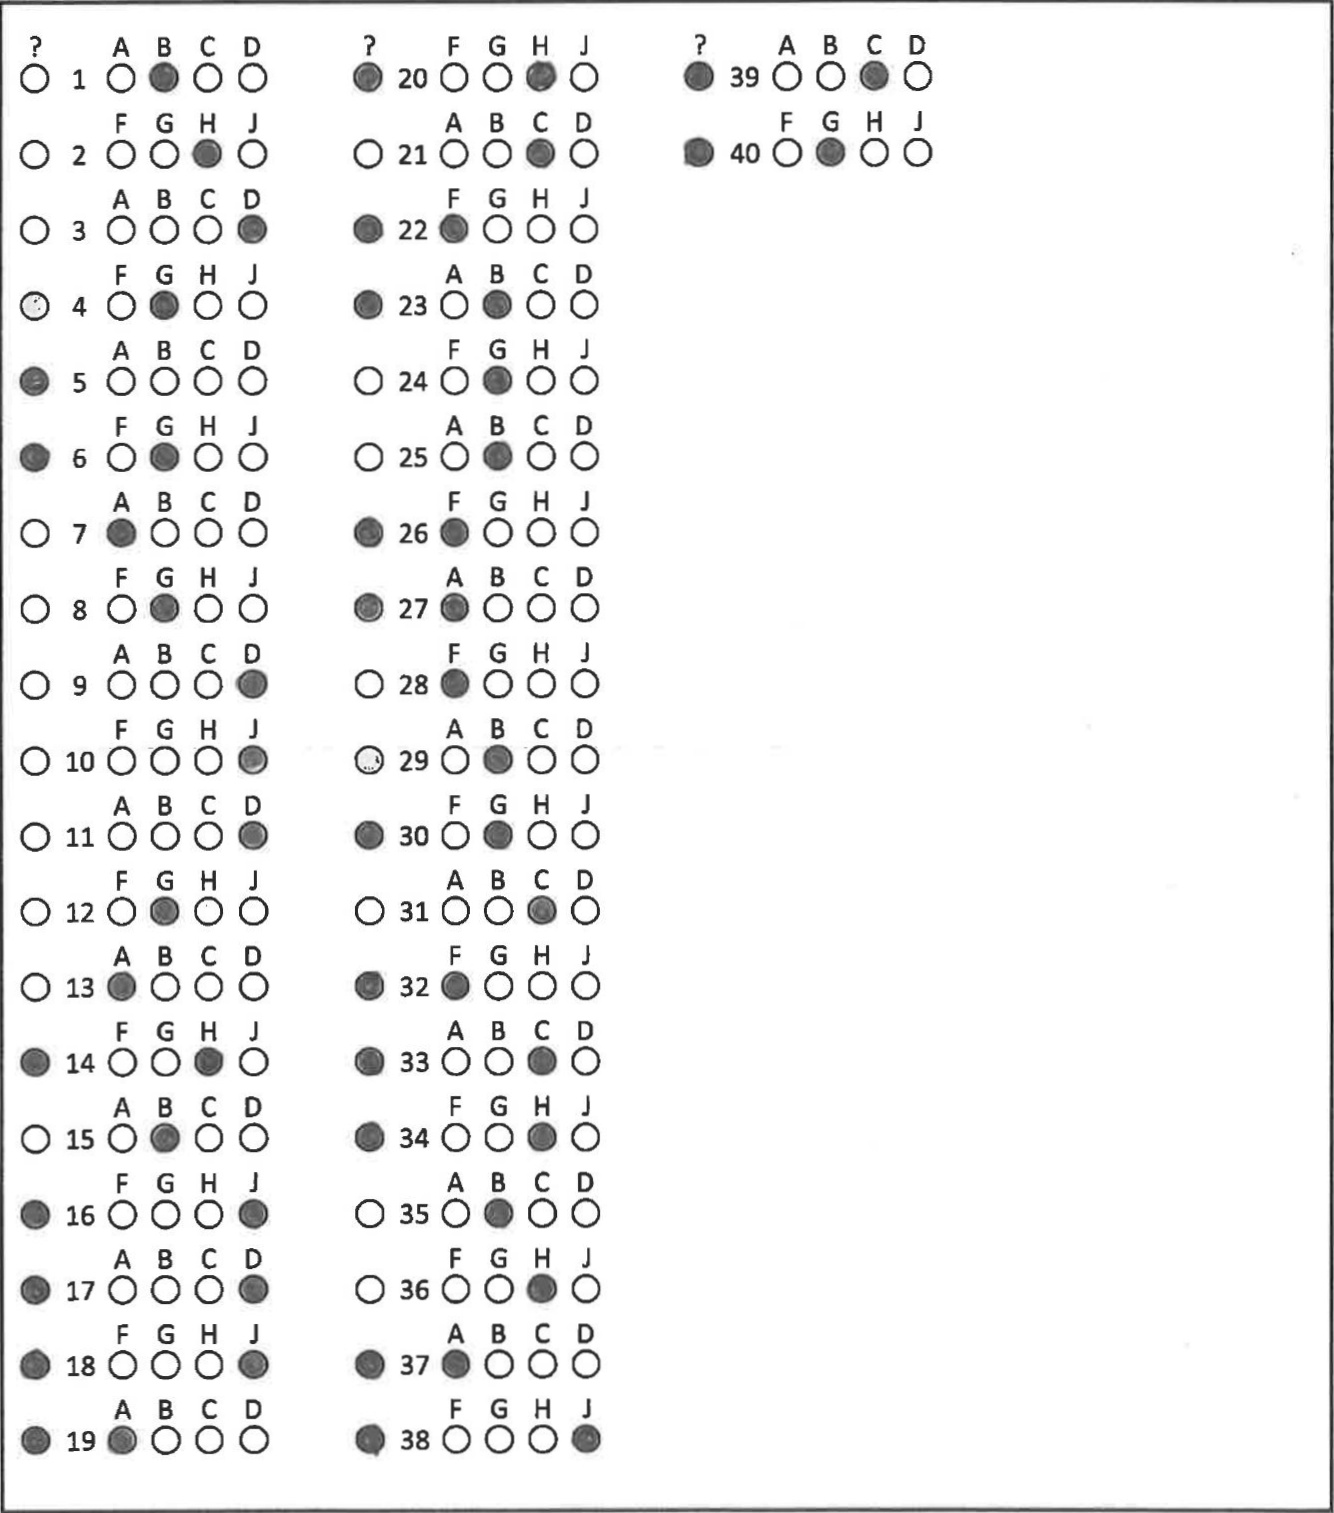 ? A B C D
1
F G H J
2
A B C D
3
F G H J
4
A B C D
5
F G H J
6
A B C D
7
F G H J
8
A B C D
9
F G H J
10
A B C D
11
F G H J
12
A B C D
13
F G H J
14
A B C D
15
F G H J
16
A B C D
17
F G H J
18
A B C D
19
? F G H J
20
A B C D
21
F G H J
22
A B C D
23
F G H J
24
A B C D
25
F G H J
26
A B C D
27
F G H J
28
A B C D
29
F G H J
30
A B C D
31
F G H J
32
A B C D
33
F G H J
34
A B C D
35
F G H J
36
A B C D
37
F G H J
38
? A B C D
39
F G H J
40